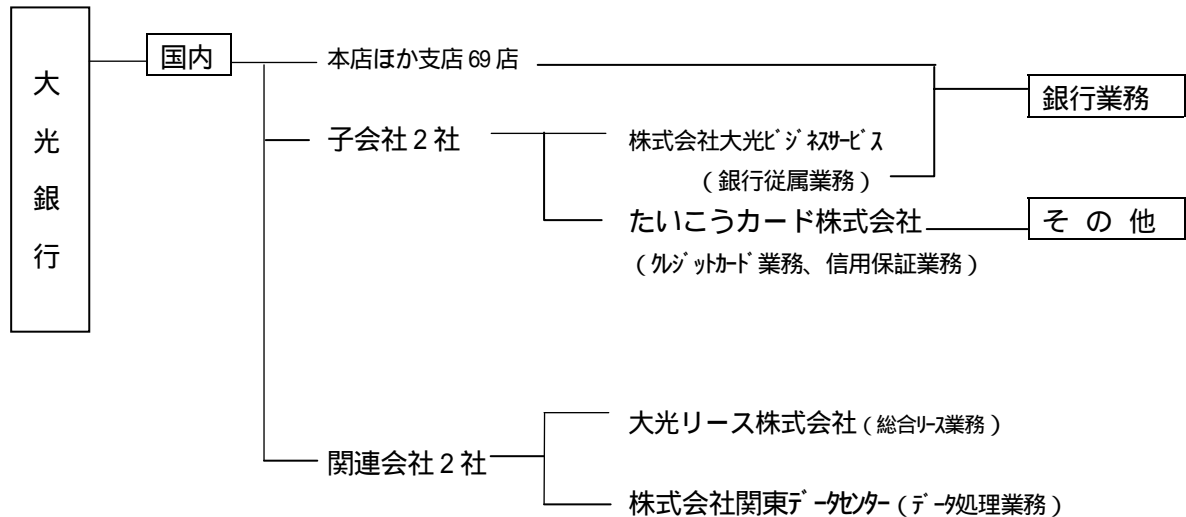 大光銀行
国内
本店ほか支店 69 店
銀行業務
子会社 2 社
株式会社大光ﾋﾞｼﾞﾈｽｻｰﾋﾞｽ
（銀行従属業務）
たいこうカード株式会社
そ の 他
（ｸﾚｼﾞｯﾄｶｰﾄﾞ業務、信用保証業務）
大光リース株式会社（総合ﾘｰｽ業務）
関連会社 2 社
株式会社関東ﾃﾞｰﾀｾﾝﾀｰ（ﾃﾞｰﾀ処理業務）